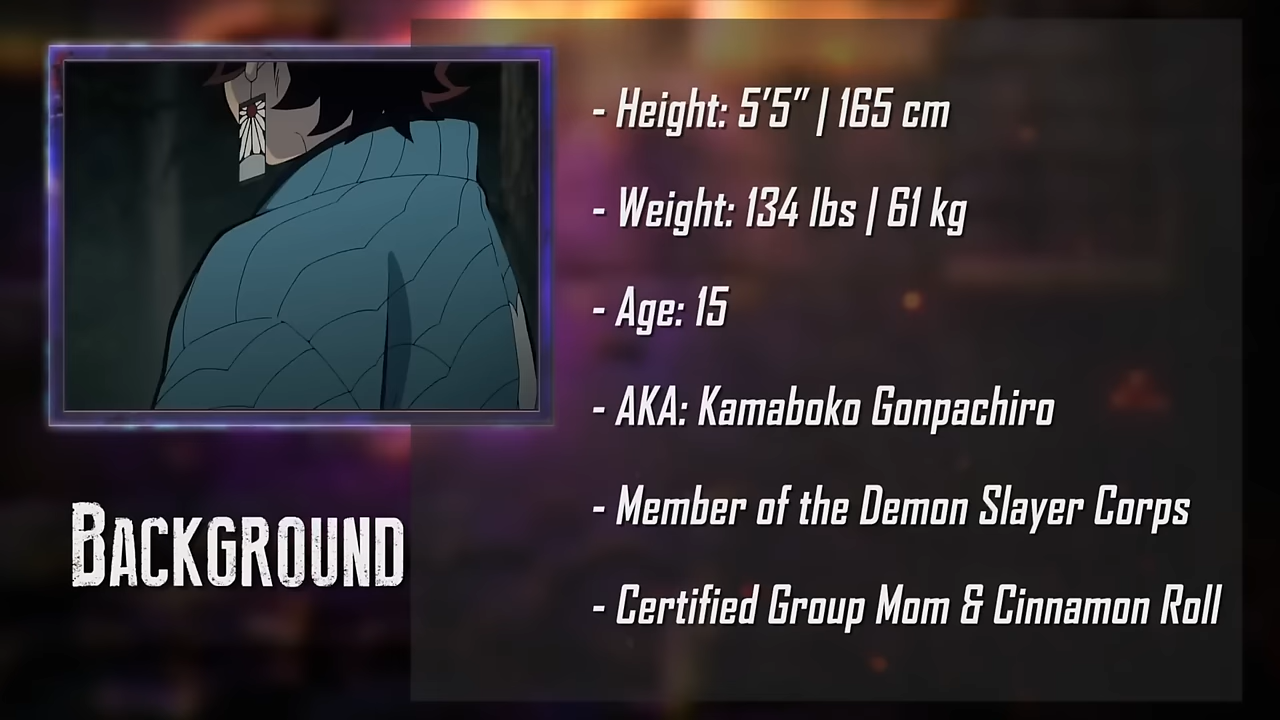 - Height: 5'5" | 165 cm
- Weight: 134 lbs | 61 kg
- Age: 15
- AKA: Kamaboko Gonpachiro
- Member of the Demon Slayer Corps
- Certified Group Mom & Cinnamon Roll
Background